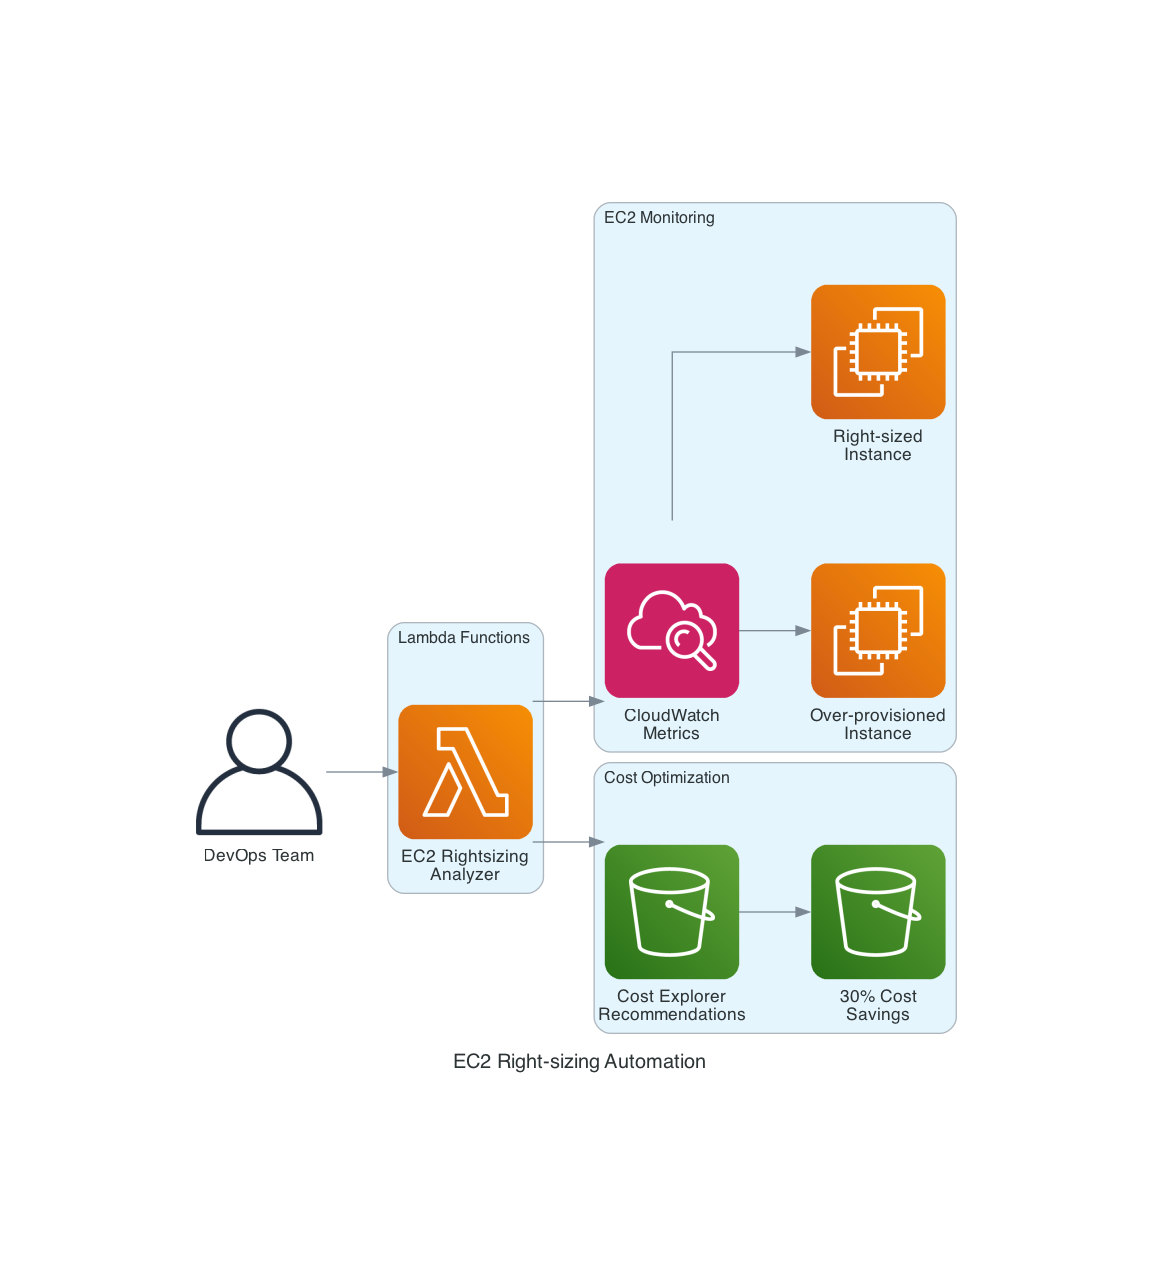 EC2 Monitoring
Right-sized
Instance
CloudWatch
Metrics
Over-provisioned
Instance
Lambda Functions
EC2 Rightsizing
Analyzer
DevOps Team
Cost Optimization
Cost Explorer
Recommendations
30% Cost
Savings
EC2 Right-sizing Automation